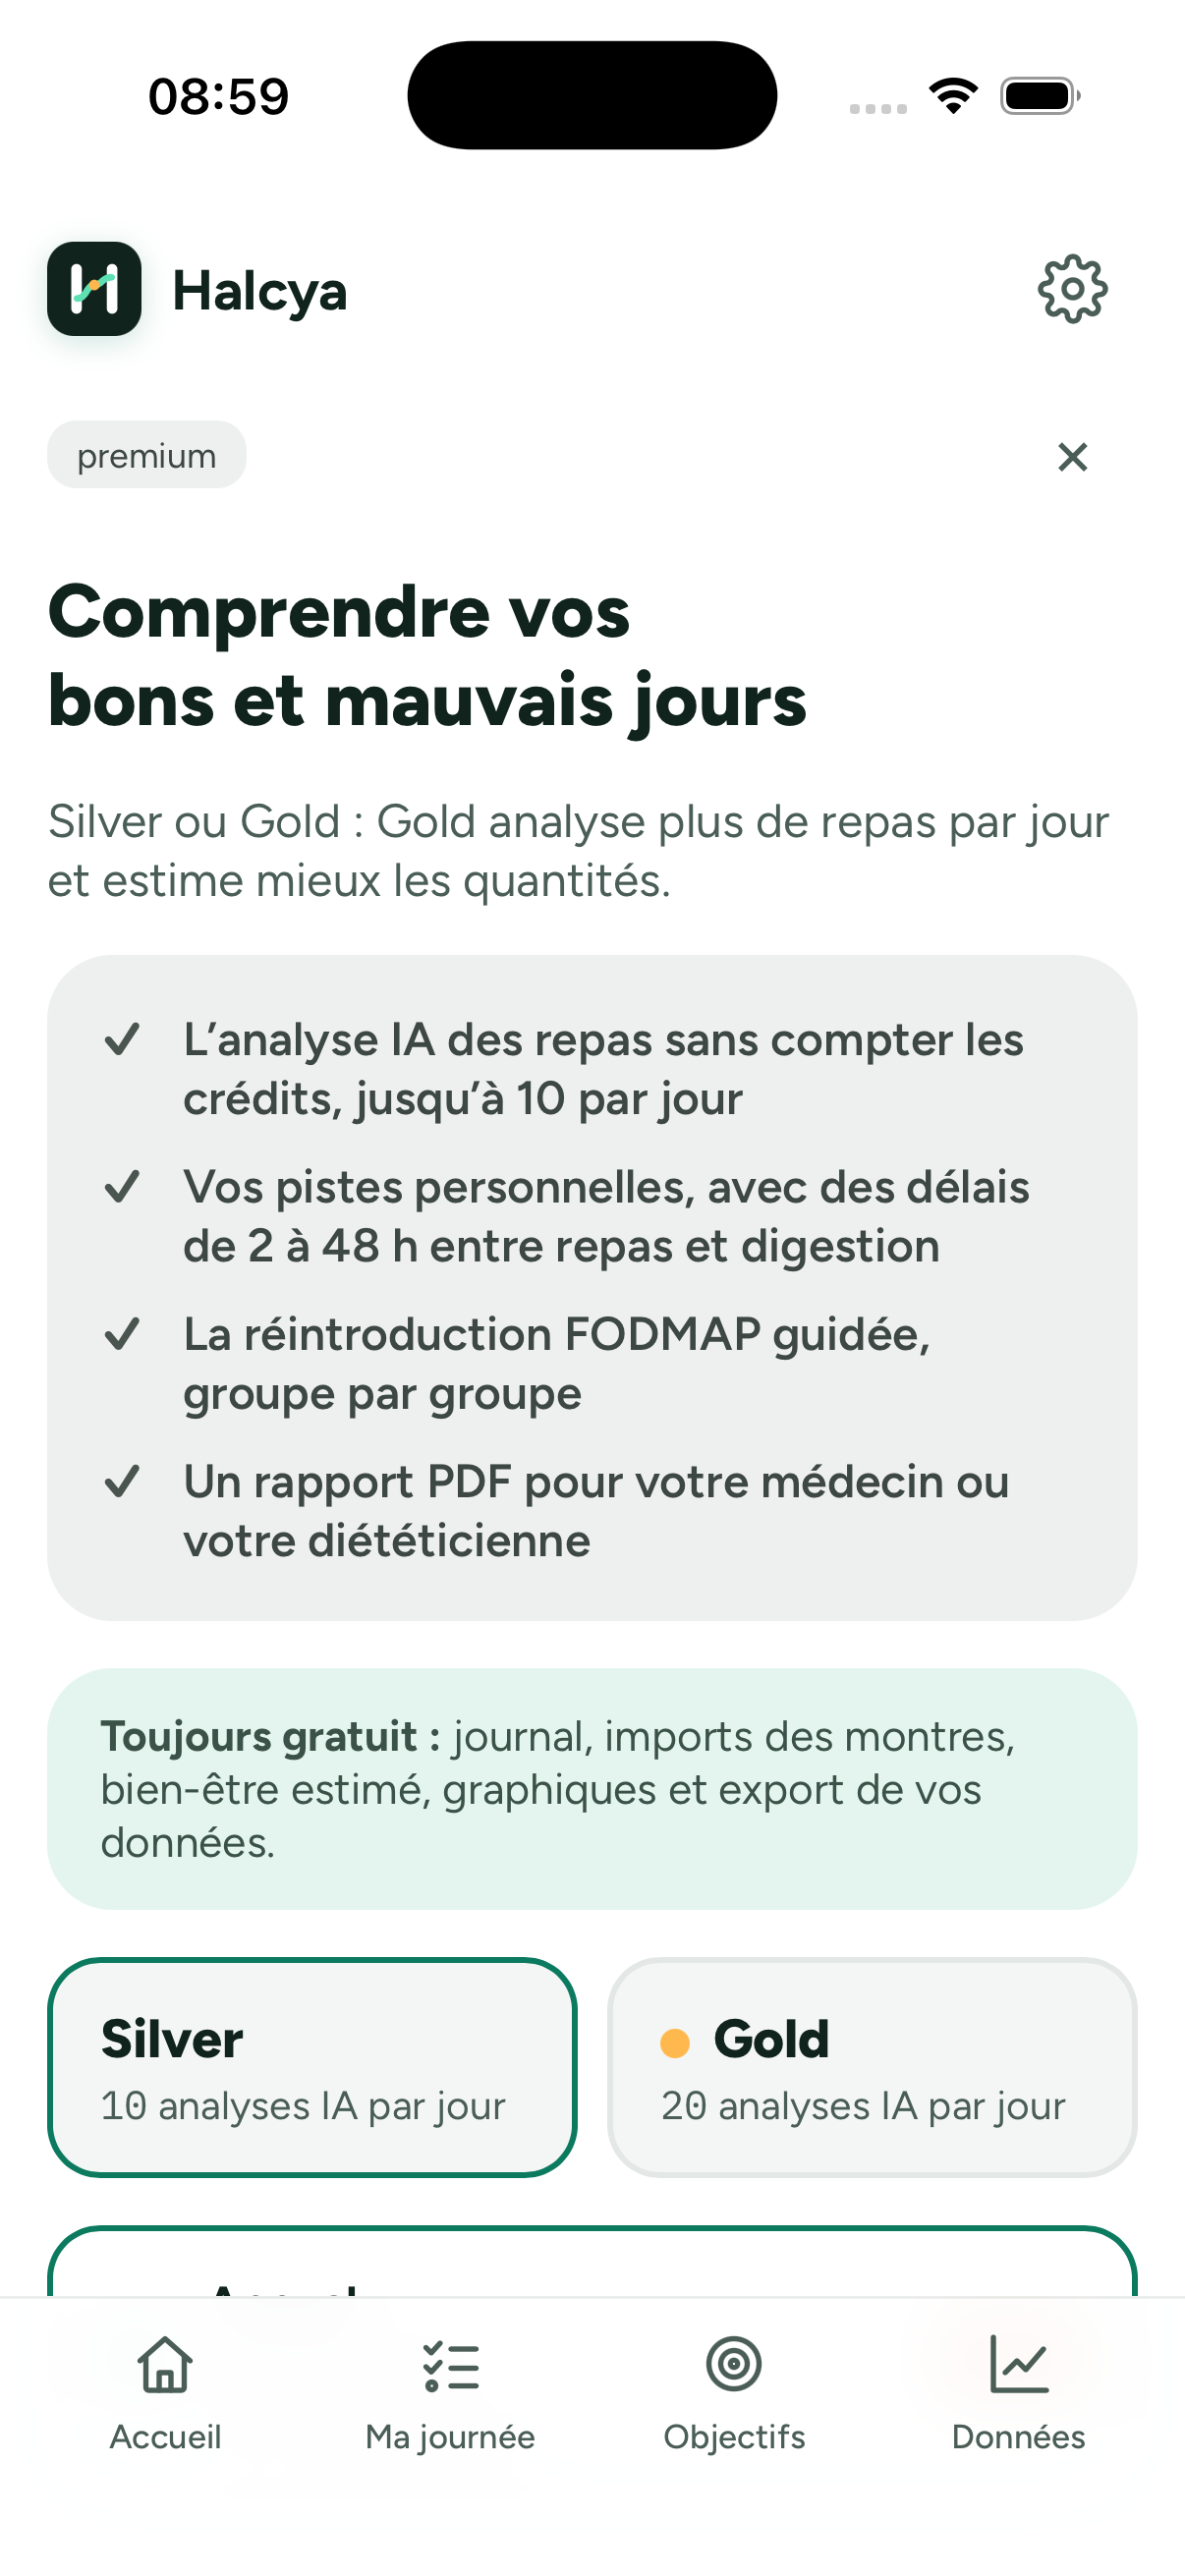 08:59
Halcya
premium
Comprendre vos
bons et mauvais jours
Silver ou Gold : Gold analyse plus de repas par jour
et estime mieux les quantités.
L’analyse IA des repas sans compter les
crédits, jusqu’à 10 par jour
Vos pistes personnelles, avec des délais
de 2 à 48 h entre repas et digestion
La réintroduction FODMAP guidée,
groupe par groupe
Un rapport PDF pour votre médecin ou
votre diététicienne
Toujours gratuit : journal, imports des montres,
bien-être estimé, graphiques et export de vos
données.
Silver
10 analyses IA par jour
Gold
20 analyses IA par jour
Accueil
Ma journée
Objectifs
Données